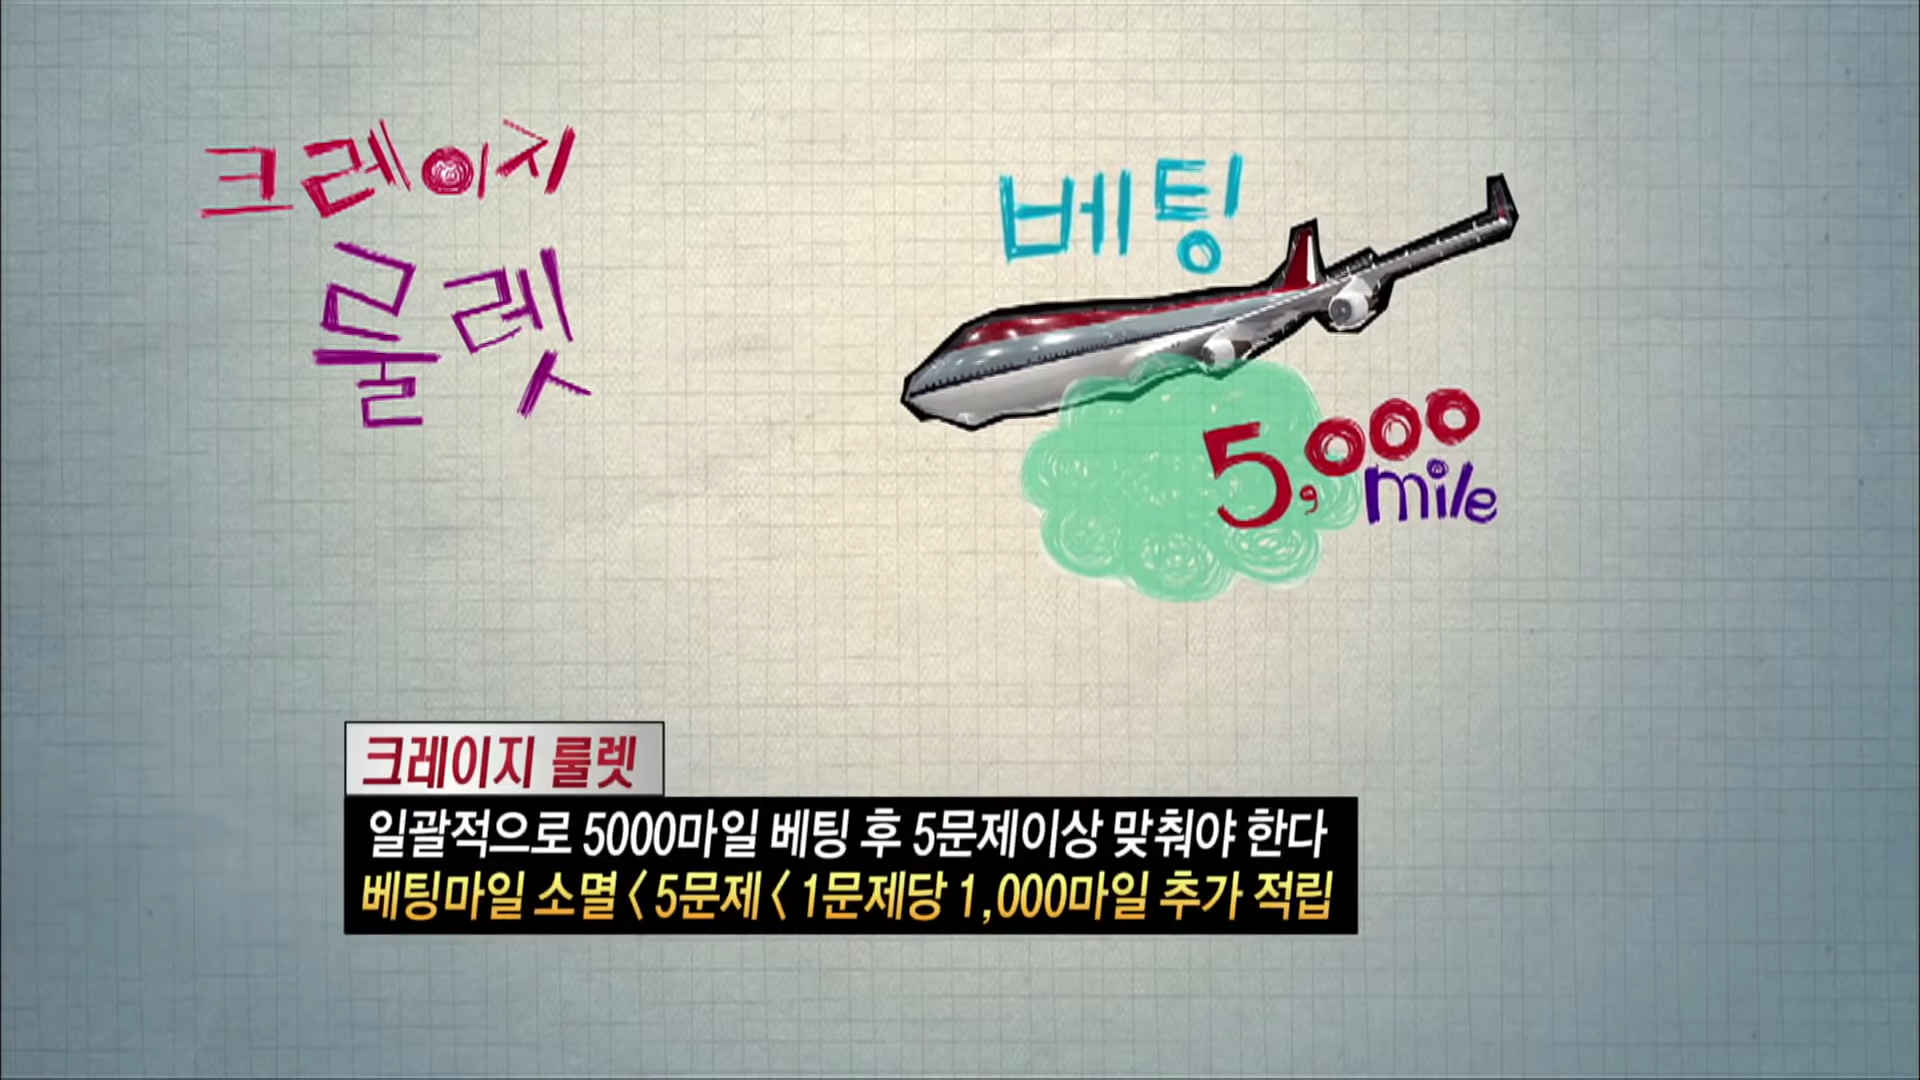 크레이지
룰렛
베팅
5,000
mile
크레이지 룰렛
일괄적으로 5000마일 베팅 후 5문제이상 맞춰야 한다
베팅마일 소멸 < 5문제 < 1문제당 1,000마일 추가 적립